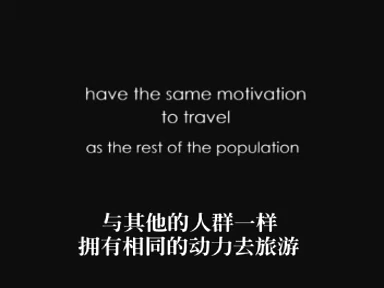 have the same motivation
to travel
as the rest of the population
与其他的人群一样
拥有相同的动力去旅游